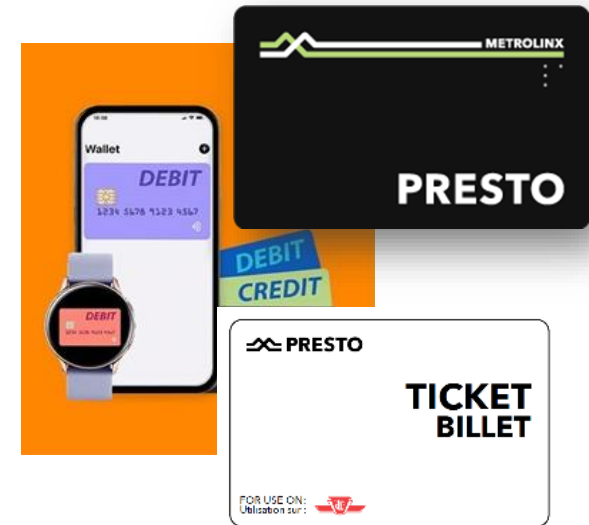 METROLINX
PRESTO
Wallet
DEBIT
1234 5678 9123 4567
DEBIT
CREDIT
DEBIT
PRESTO
TICKET
BILLET
FOR USE ON:
Utilisation sur :